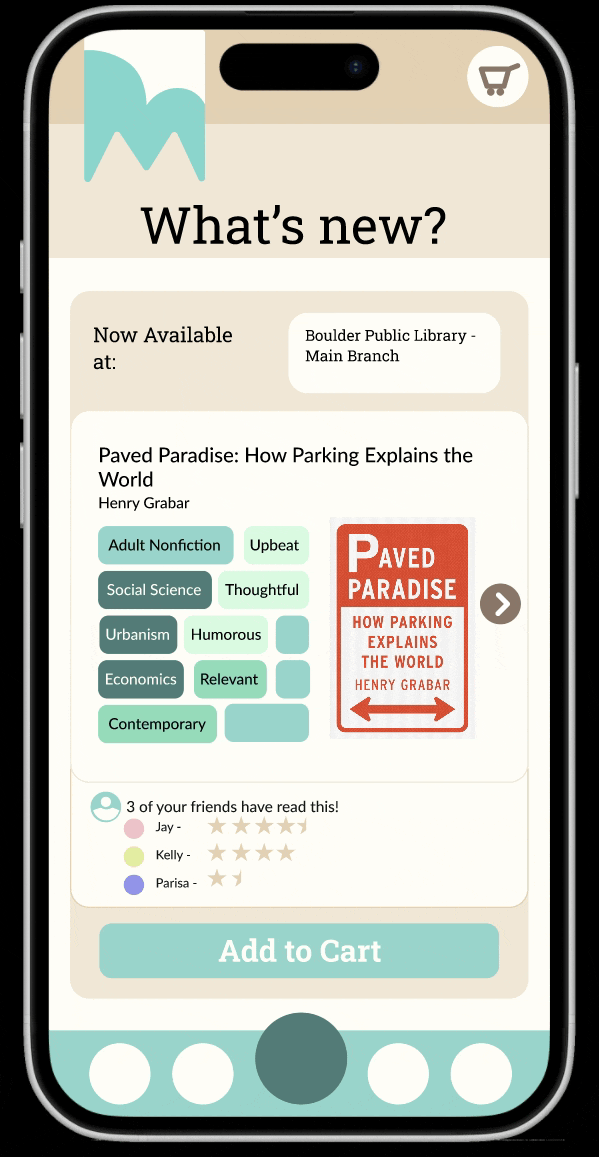 What's new?
Now Available
at:
Boulder Public Library -
Main Branch
Paved Paradise: How Parking Explains the
World
Henry Grabar
Adult Nonfiction
Upbeat
Social Science
Thoughtful
Urbanism
Humorous
Economics
Relevant
Contemporary
PAVED
PARADISE
HOW PARKING
EXPLAINS
THE WORLD
HENRY GRABAR
3 of your friends have read this!
Jay -
Kelly -
Parisa -
Add to Cart